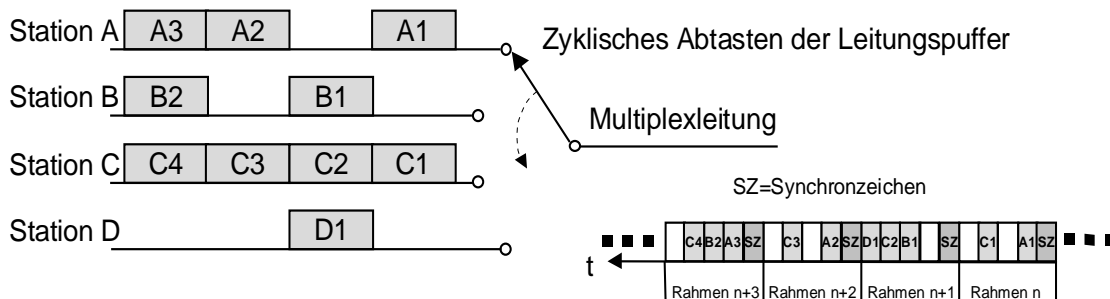 Station A A3 A2 A1
Zyklisches Abtasten der Leitungspuffer
Station B B2 B1
Multiplexleitung
Station C C4 C3 C2 C1
SZ=Synchronzeichen
Station D D1
C4 B2 A3 SZ C3 A2 SZ D1 C2 B1 SZ C1 A1 SZ
t
Rahmen n+3 Rahmen n+2 Rahmen n+1 Rahmen n